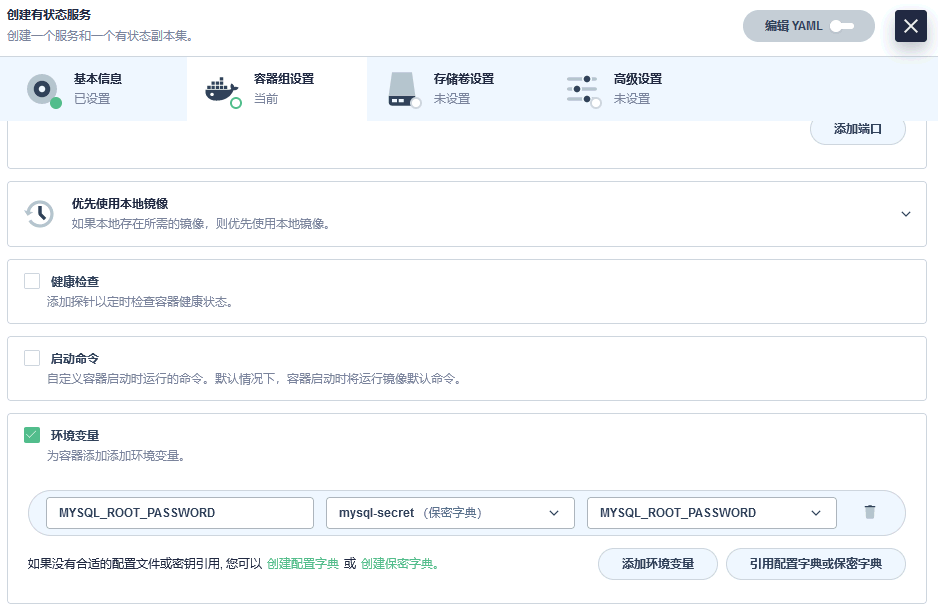 创建有状态服务
创建一个服务和一个有状态副本集。
编辑 YAML
基本信息
已设置
容器组设置
当前
存储卷设置
未设置
高级设置
未设置
添加端口
优先使用本地镜像
如果本地存在所需的镜像，则优先使用本地镜像。
健康检查
添加探针以定时检查容器健康状态。
启动命令
自定义容器启动时运行的命令。默认情况下，容器启动时将运行镜像默认命令。
环境变量
为容器添加添加环境变量。
MYSQL_ROOT_PASSWORD
mysql-secret （保密字典）
MYSQL_ROOT_PASSWORD
如果没有合适的配置文件或密钥引用, 您可以 创建配置字典 或 创建保密字典。
添加环境变量
引用配置字典或保密字典